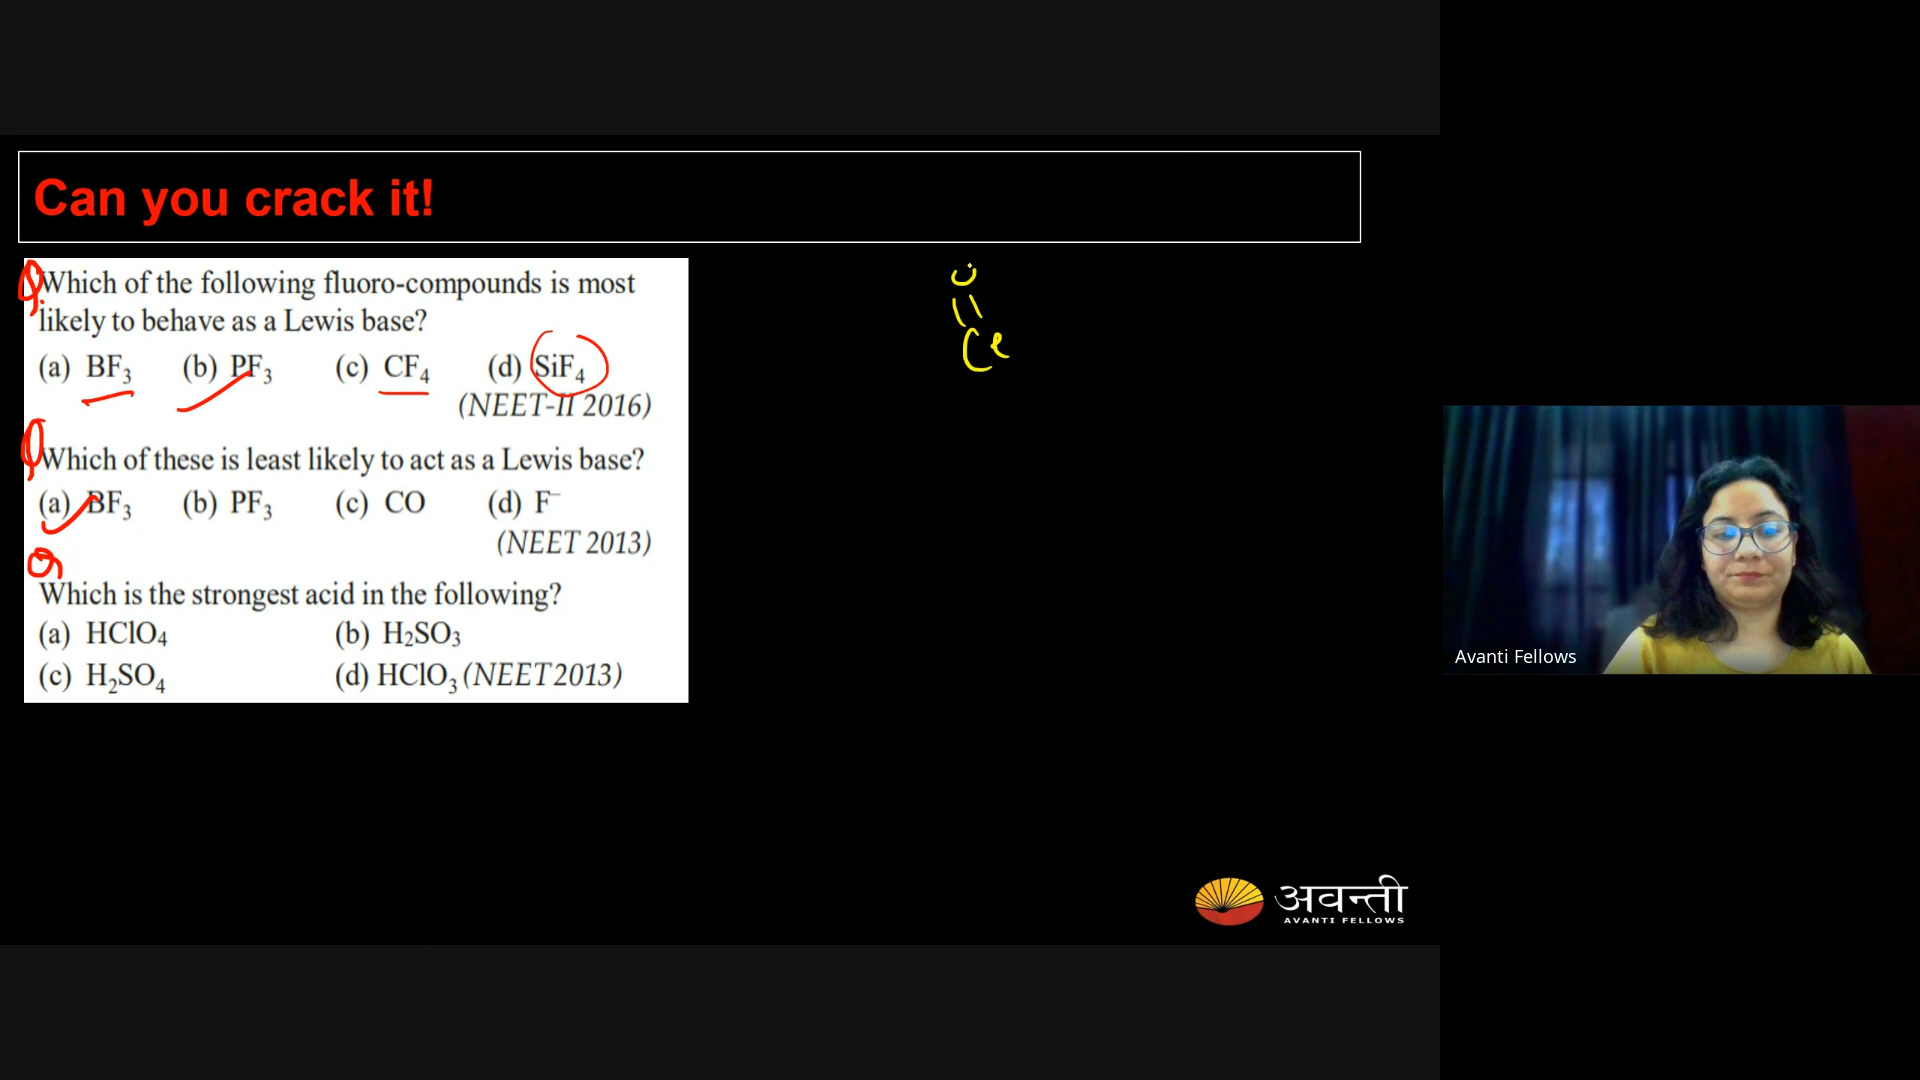 Can you crack it!
Q. Which of the following fluoro-compounds is most
likely to behave as a Lewis base?
(a) BF₃ (b) PF₃ (c) CF₄ (d) SiF₄
(NEET-II 2016)
Q Which of these is least likely to act as a Lewis base?
(a) BF₃ (b) PF₃ (c) CO (d) F⁻
(NEET 2013)
Q
Which is the strongest acid in the following?
(a) HClO₄ (b) H₂SO₃
(c) H₂SO₄ (d) HClO₃ (NEET 2013)
Cl
Avanti Fellows
अवन्ती
AVANTI FELLOWS